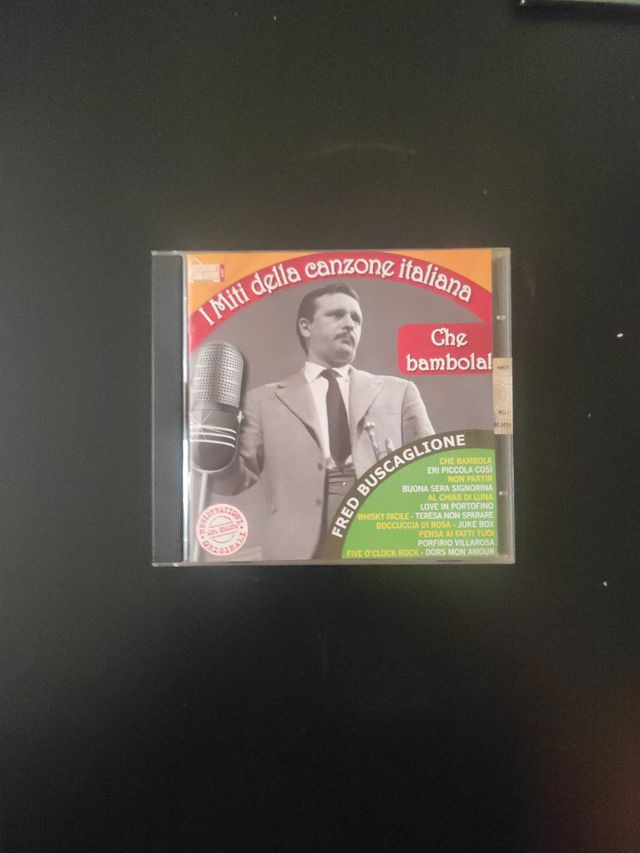 I Miti della canzone italiana
Che
bambola!
FRED BUSCAGLIONE
CHE BAMBOLA
ERI PICCOLA COSÌ
NON PARTIR
BUONA SERA SIGNORINA
AL CHIAR DI LUNA
LOVE IN PORTOFINO
WHISKY FACILE - TERESA NON SPARARE
BOCCUCCIA DI ROSA - JUKE BOX
PENSA AI FATTI TUOI
PORFIRIO VILLAROSA
FIVE O'CLOCK ROCK - DORS MON AMOUR
REGISTRAZIONI
ORIGINALI